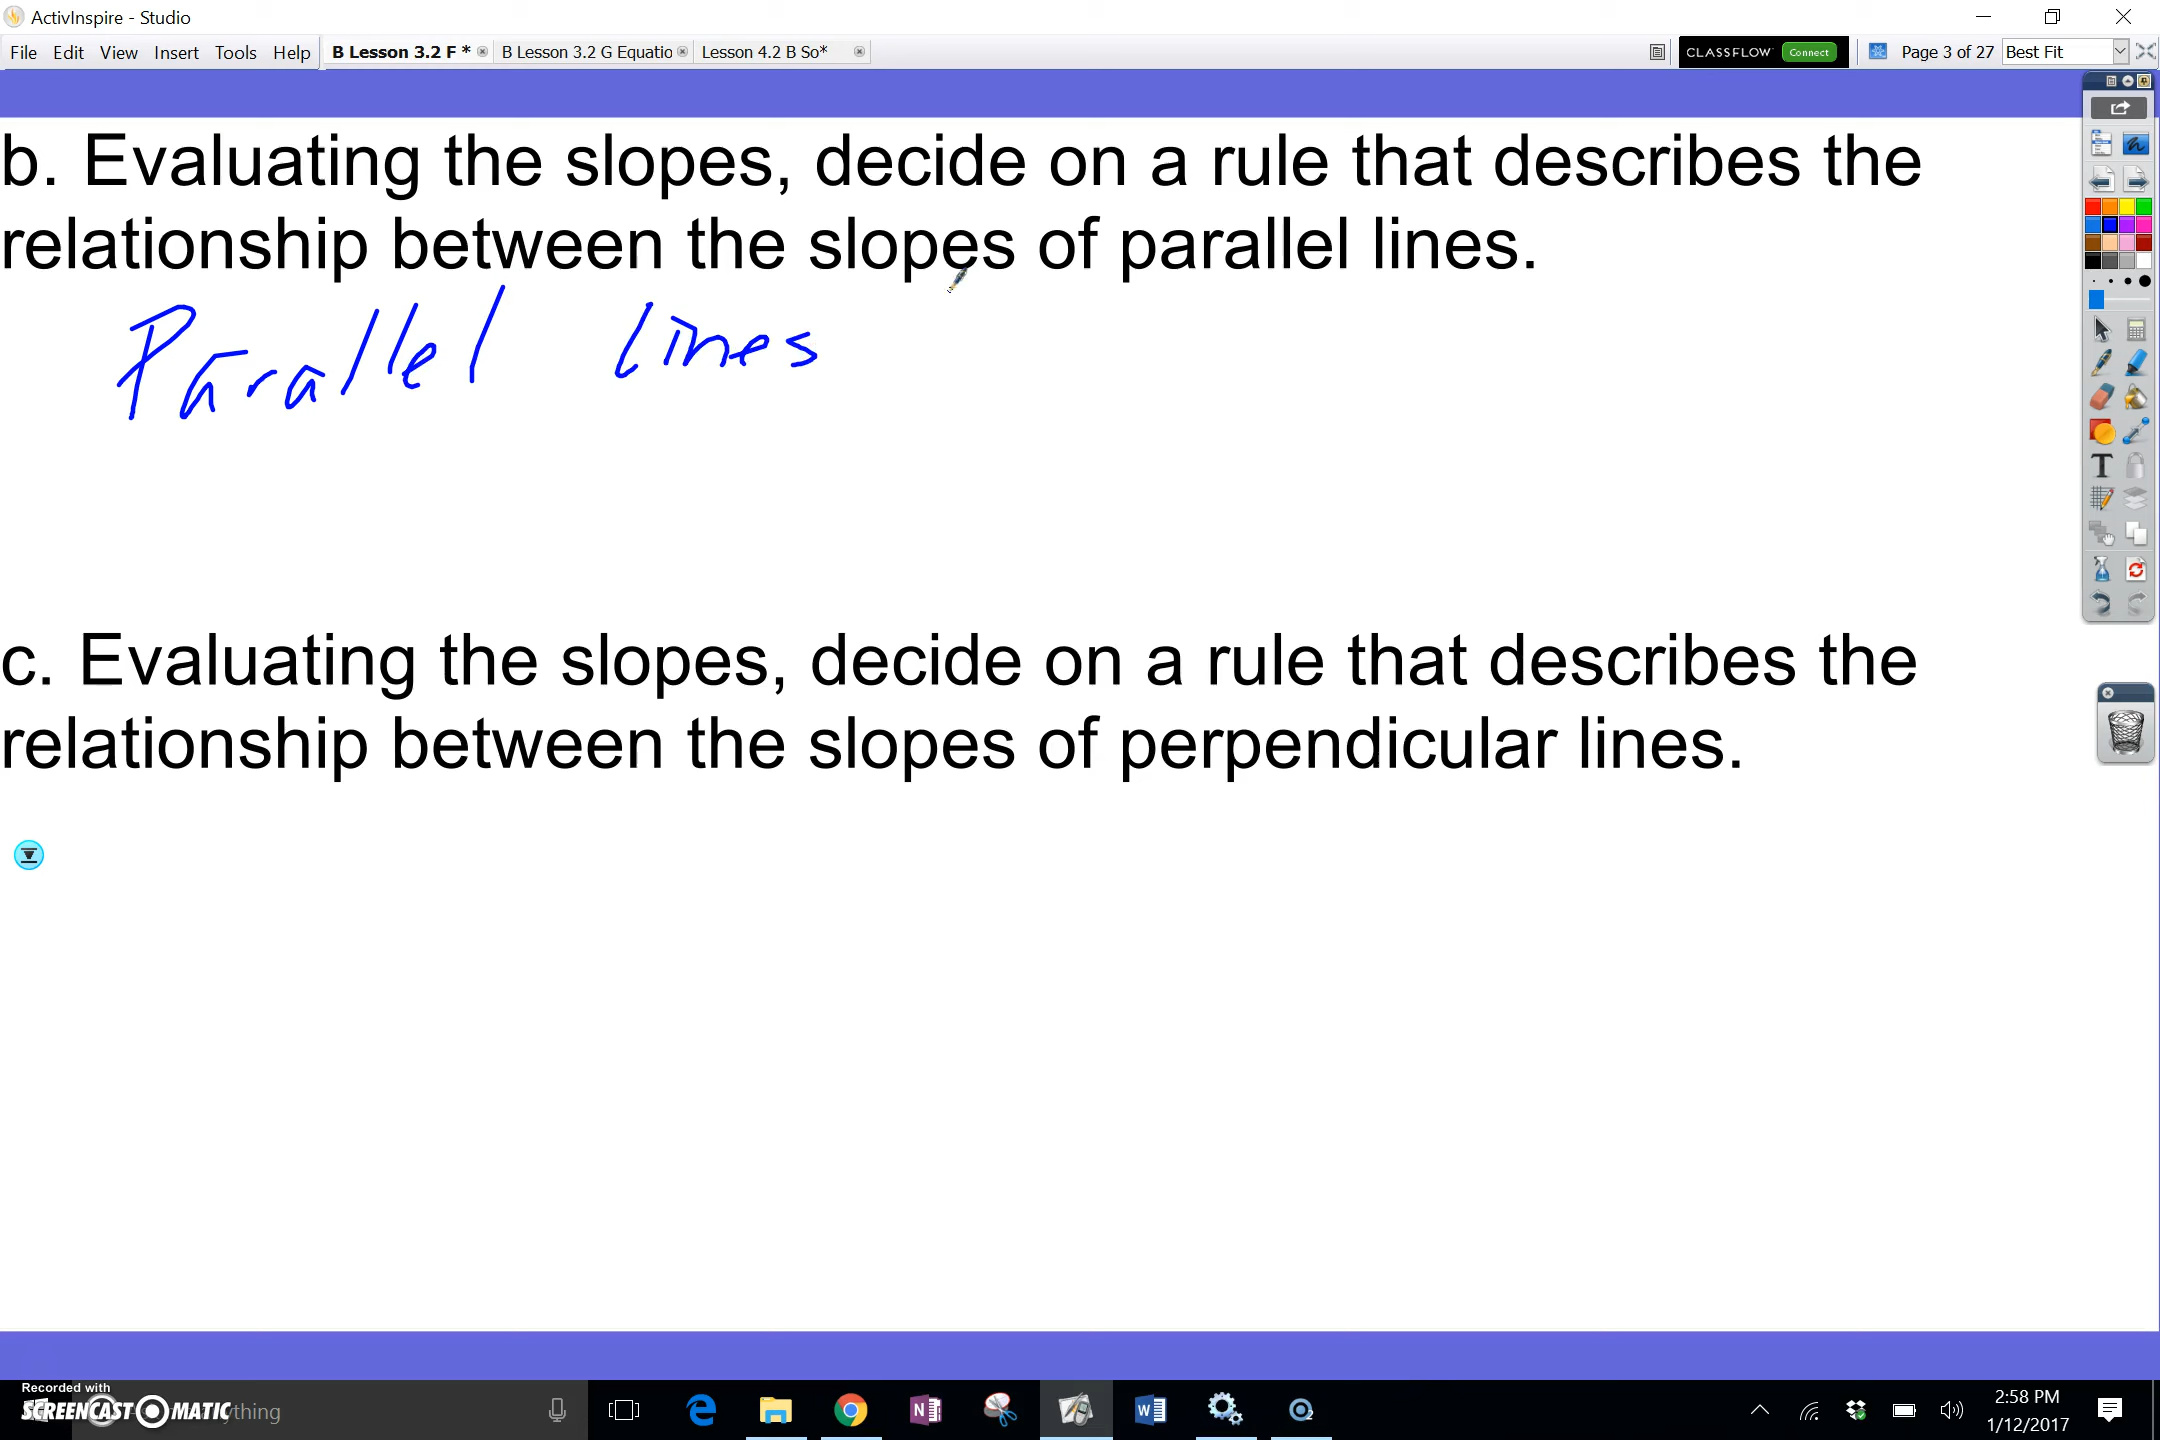 ActivInspire - Studio
File Edit View Insert Tools Help B Lesson 3.2 F * B Lesson 3.2 G Equatio Lesson 4.2 B So* CLASSFLOW Connect Page 3 of 27 Best Fit
b. Evaluating the slopes, decide on a rule that describes the
relationship between the slopes of parallel lines.
Parallel lines
c. Evaluating the slopes, decide on a rule that describes the
relationship between the slopes of perpendicular lines.
Recorded with
SCREENCAST MATIC ything
2:58 PM
1/12/2017